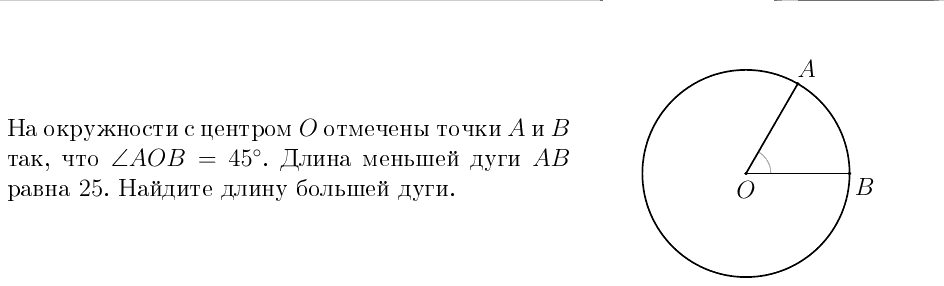 На окружности с центром O отмечены точки A и B
так, что ∠AOB = 45°. Длина меньшей дуги AB
равна 25. Найдите длину большей дуги.
A
O
B